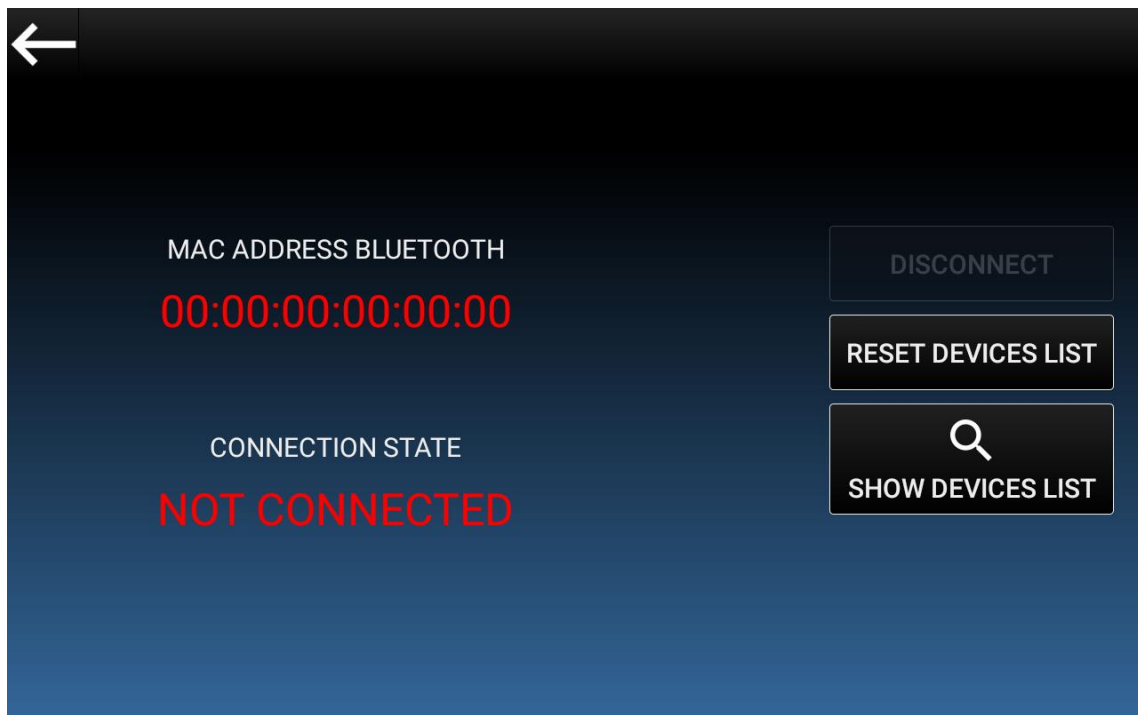 MAC ADDRESS BLUETOOTH
00:00:00:00:00:00
CONNECTION STATE
NOT CONNECTED
DISCONNECT
RESET DEVICES LIST
SHOW DEVICES LIST